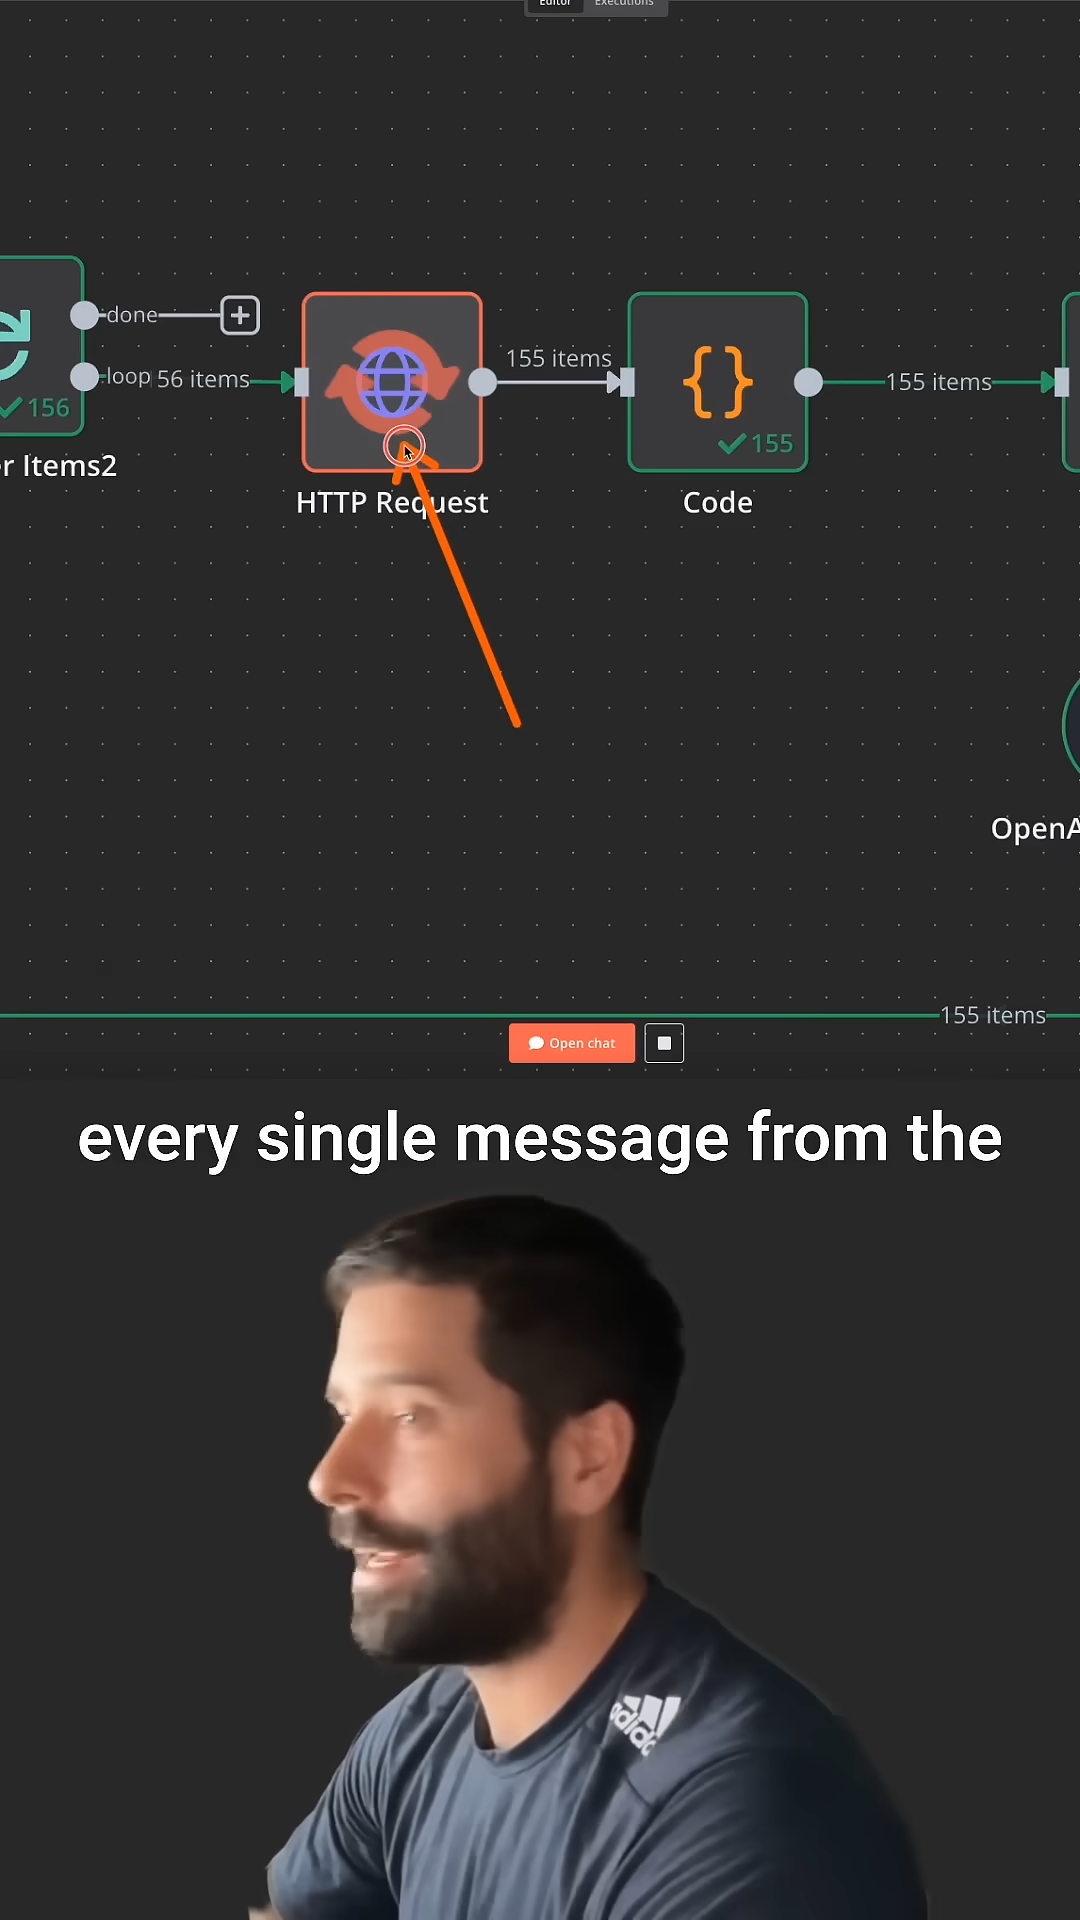 Editor Executions
done
loop 56 items
156
r Items2
155 items
HTTP Request
155
Code
155 items
OpenA
155 items
Open chat
every single message from the
adidas